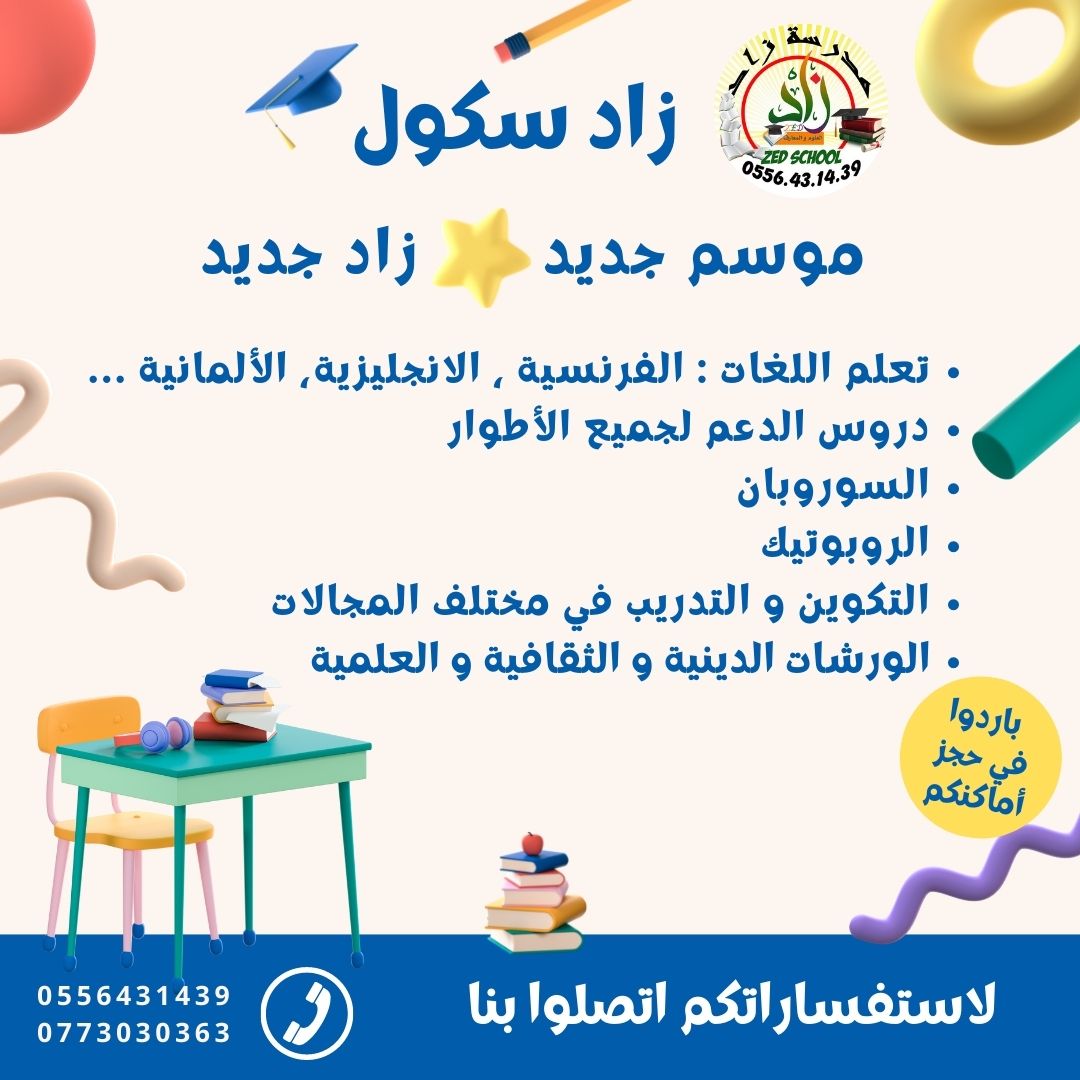 مدرسة زاد
زاد
ZED
ZED SCHOOL
0556.43.14.39
زاد سكول
موسم جديد زاد جديد
• تعلم اللغات : الفرنسية , الانجليزية, الألمانية ...
• دروس الدعم لجميع الأطوار
• السوروبان
• الروبوتيك
• التكوين و التدريب في مختلف المجالات
• الورشات الدينية و الثقافية و العلمية
باردوا
في حجز
أماكنكم
لاستفساراتكم اتصلوا بنا
0556431439
0773030363